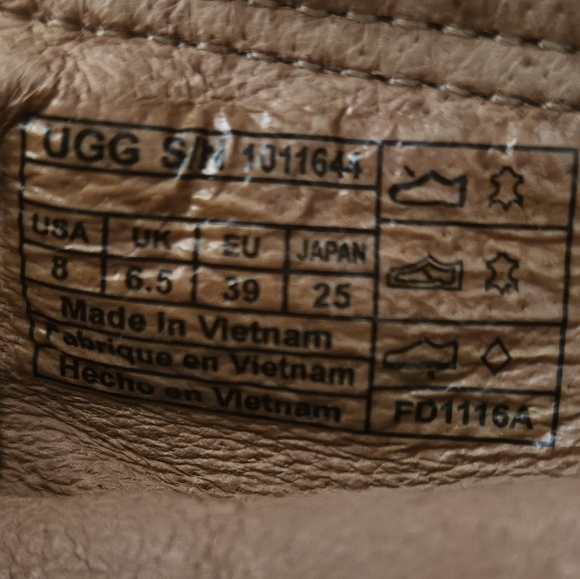 UGG S/N 1011644
USA UK EU JAPAN
8 6.5 39 25
Made In Vietnam
Fabrique en Vietnam
Hecho en Vietnam
FD1116A